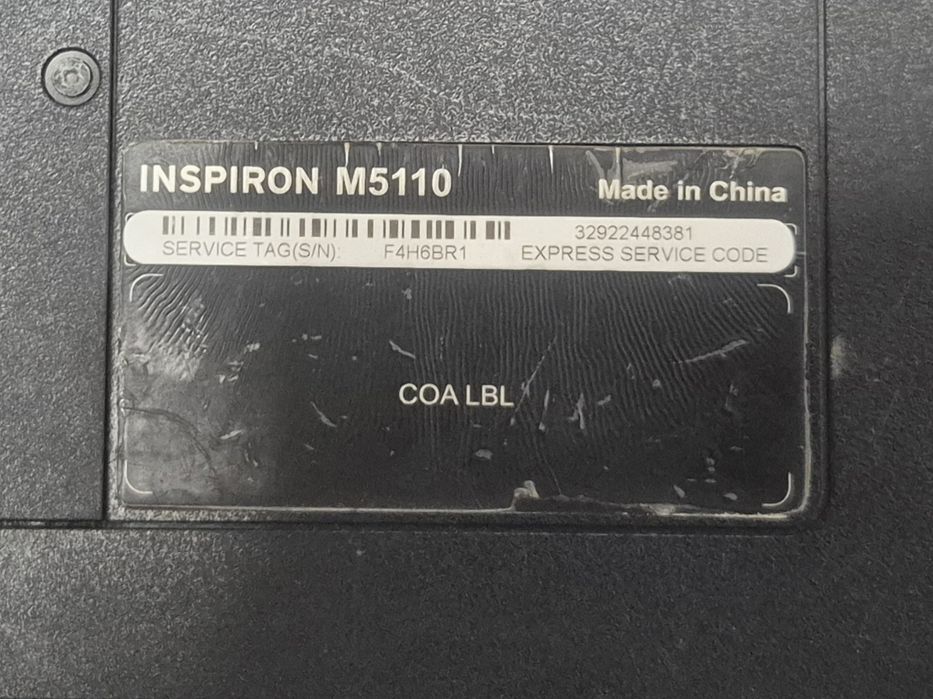 INSPIRON M5110
Made in China
32922448381
SERVICE TAG(S/N): F4H6BR1 EXPRESS SERVICE CODE
COA LBL